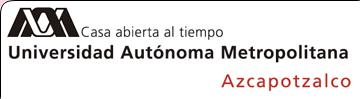 Casa abierta al tiempo
Universidad Autónoma Metropolitana
Azcapotzalco